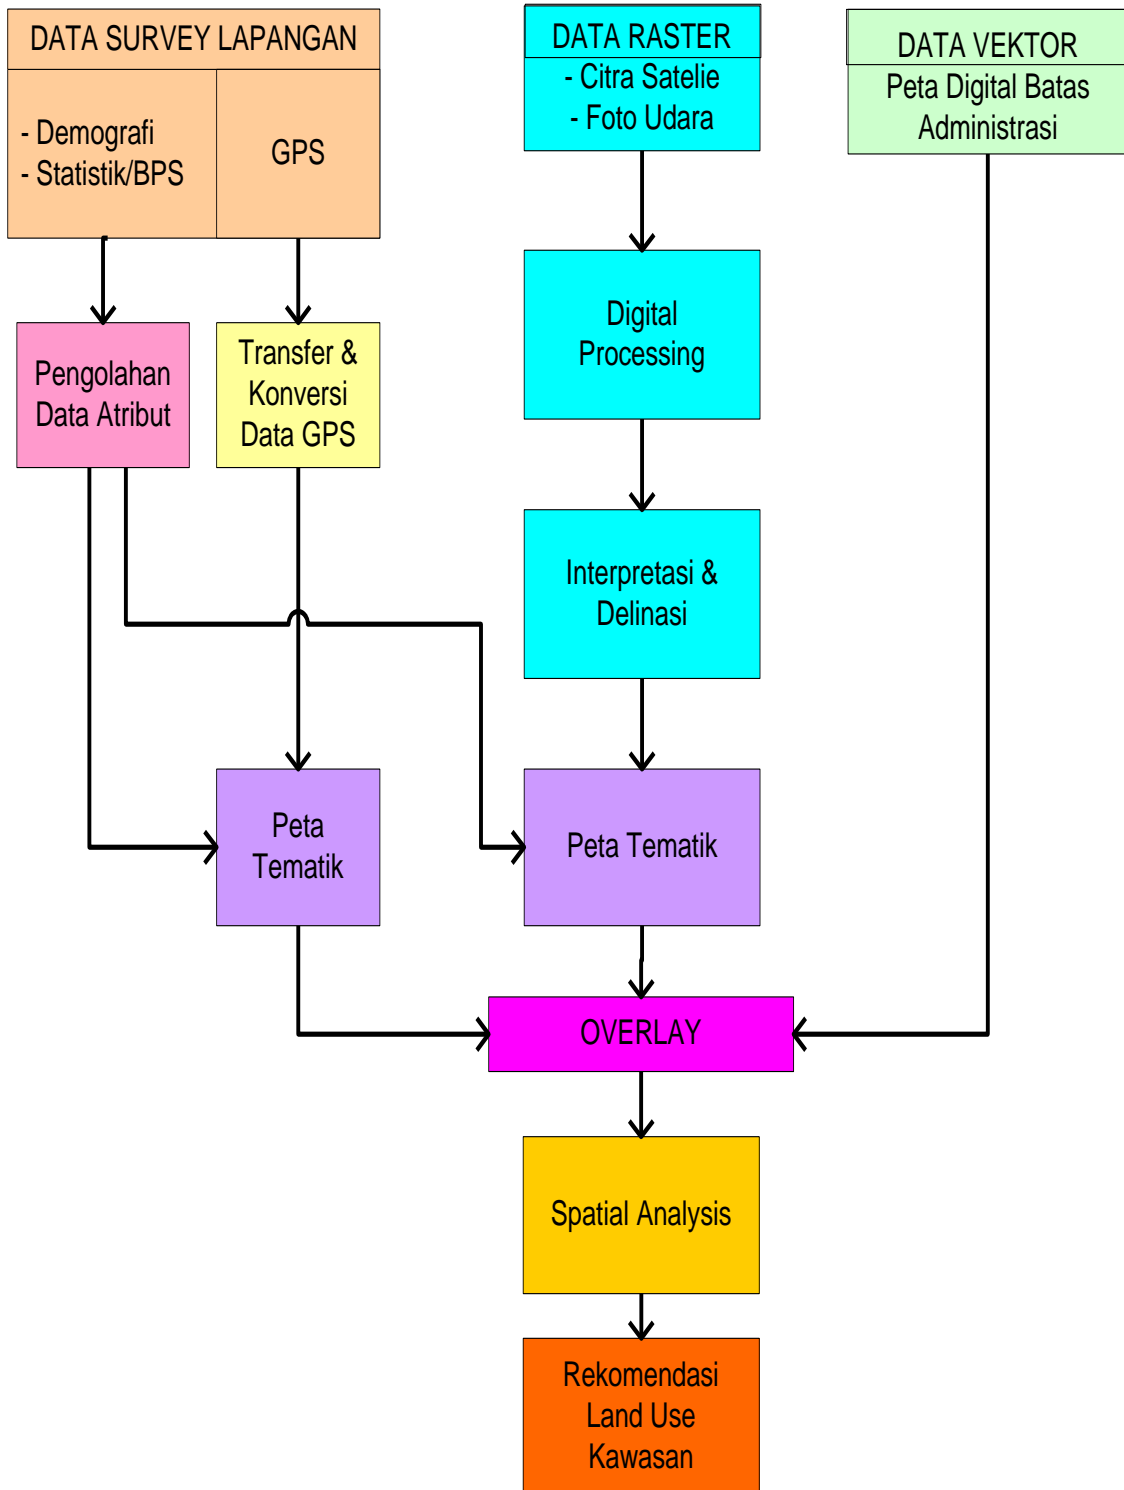 DATA SURVEY LAPANGAN
- Demografi
- Statistik/BPS
GPS
DATA RASTER
- Citra Satelie
- Foto Udara
DATA VEKTOR
Peta Digital Batas
Administrasi
Pengolahan
Data Atribut
Transfer &
Konversi
Data GPS
Digital
Processing
Interpretasi &
Delinasi
Peta
Tematik
Peta Tematik
OVERLAY
Spatial Analysis
Rekomendasi
Land Use
Kawasan